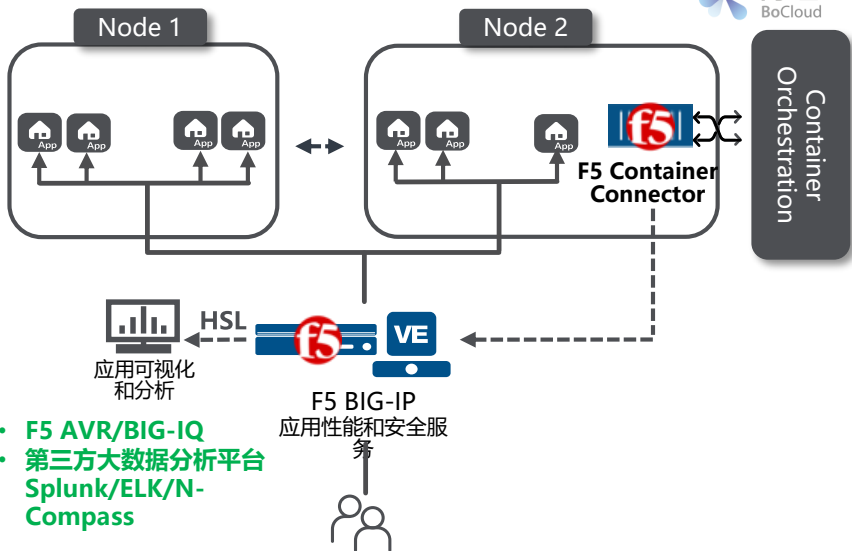 BoCloud
Node 1
Node 2
App
App
App
App
App
App
App
f5
F5 Container
Connector
Container
Orchestration
HSL
f5
VE
应用可视化
和分析
F5 BIG-IP
应用性能和安全服
务
• F5 AVR/BIG-IQ
• 第三方大数据分析平台
Splunk/ELK/N-
Compass